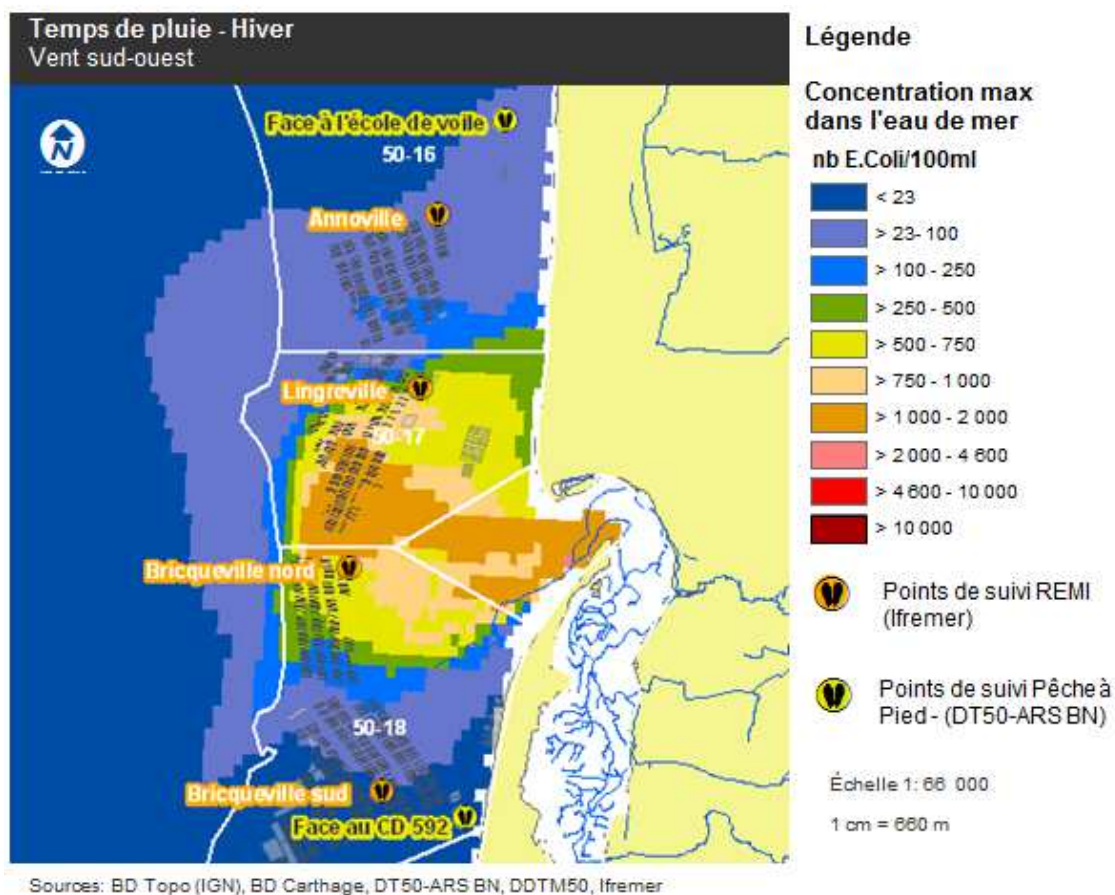 Temps de pluie - Hiver
Vent sud-ouest
Face à l'école de voile
50-16
Annoville
Lingreville
50-17
Bricqueville nord
50-18
Bricqueville sud
Face au CD 592
N
Légende
Concentration max
dans l'eau de mer
nb E.Coli/100ml
< 23
> 23- 100
> 100 - 250
> 250 - 500
> 500 - 750
> 750 - 1 000
> 1 000 - 2 000
> 2 000 - 4 600
> 4 600 - 10 000
> 10 000
Points de suivi REMI
(Ifremer)
Points de suivi Pêche à
Pied - (DT50-ARS BN)
Échelle 1: 66 000
1 cm = 660 m
Sources: BD Topo (IGN), BD Carthage, DT50-ARS BN, DDTM50, Ifremer